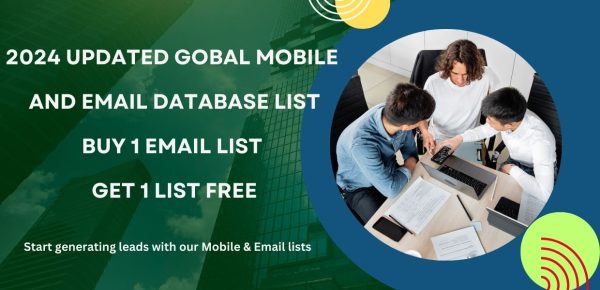 2024 UPDATED GOBAL MOBILE
AND EMAIL DATABASE LIST
BUY 1 EMAIL LIST
GET 1 LIST FREE
Start generating leads with our Mobile & Email lists